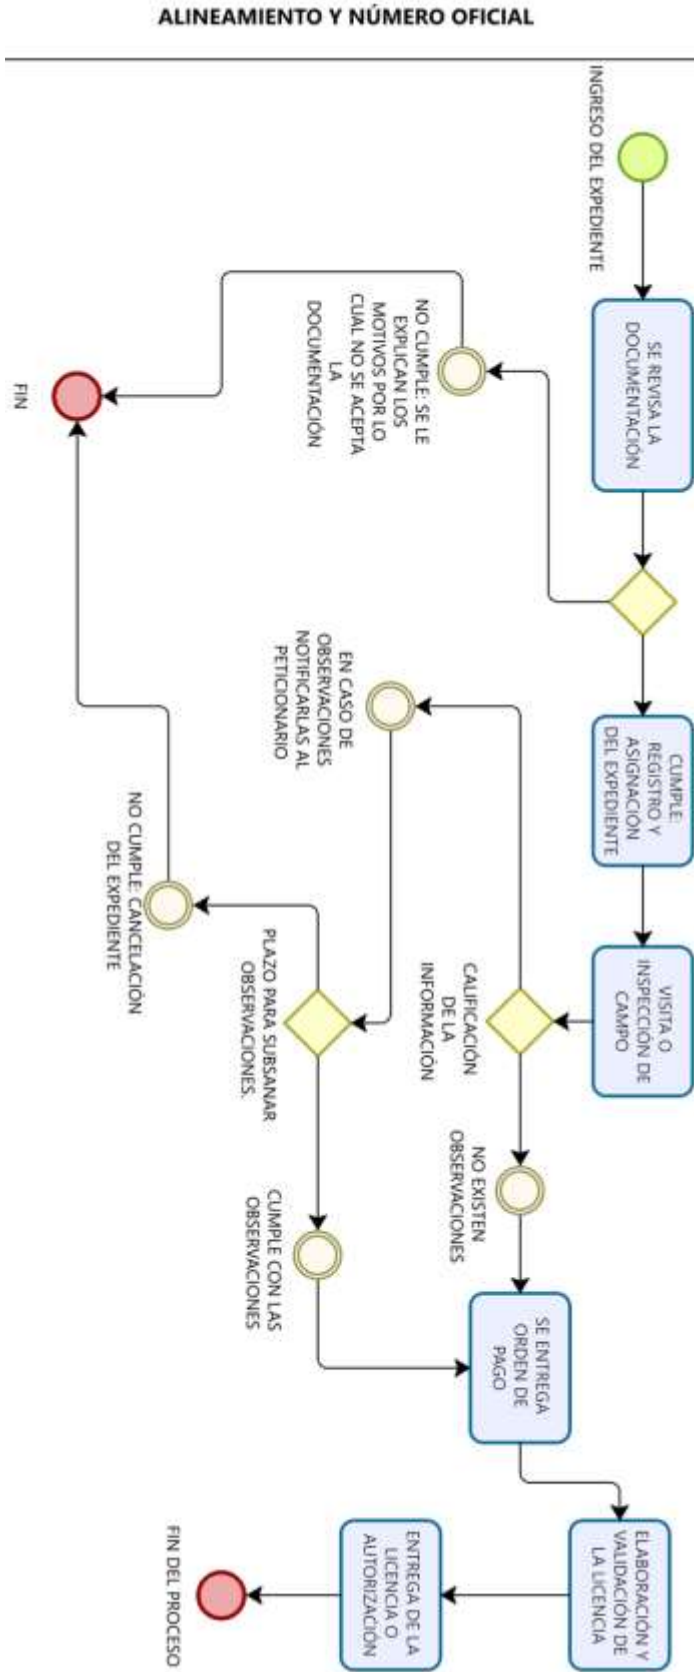 ALINEAMIENTO Y NÚMERO OFICIAL
INGRESO DEL EXPEDIENTE
SE REVISA LA
DOCUMENTACIÓN
NO CUMPLE: SE LE
EXPLICAN LOS
MOTIVOS POR LO
CUAL NO SE ACEPTA
LA
DOCUMENTACIÓN
FIN
CUMPLE:
REGISTRO Y
ASIGNACIÓN
DEL EXPEDIENTE
VISITA O
INSPECCIÓN DE
CAMPO
CALIFICACIÓN
DE LA
INFORMACIÓN
EN CASO DE
OBSERVACIONES
NOTIFICARLAS AL
PETICIONARIO
PLAZO PARA SUBSANAR
OBSERVACIONES.
NO CUMPLE: CANCELACIÓN
DEL EXPEDIENTE
NO EXISTEN
OBSERVACIONES
CUMPLE CON LAS
OBSERVACIONES
SE ENTREGA
ORDEN DE
PAGO
ELABORACIÓN Y
VALIDACIÓN DE
LA LICENCIA
ENTREGA DE LA
LICENCIA O
AUTORIZACIÓN
FIN DEL PROCESO